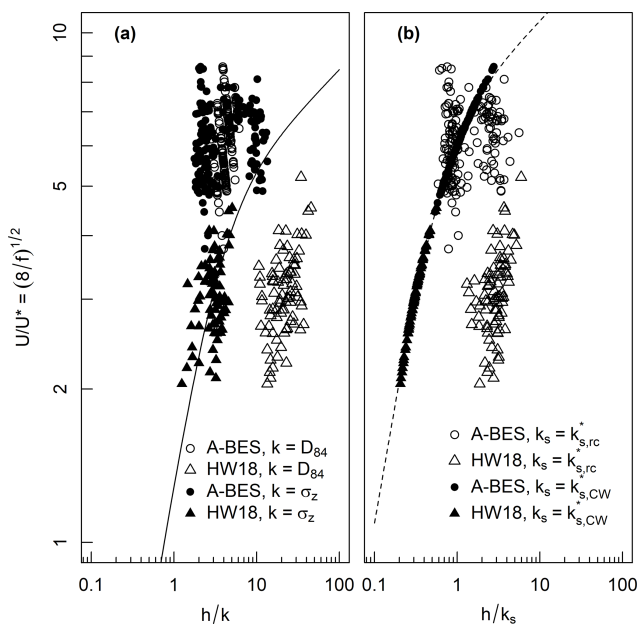 (a)
(b)
10
5
2
1
U/U* = (8/f)^1/2
A-BES, k = D84
HW18, k = D84
A-BES, k = σz
HW18, k = σz
A-BES, ks = k*s,rc
HW18, ks = k*s,rc
A-BES, ks = k*s,CW
HW18, ks = k*s,CW
0.1 1 10 100
0.1 1 10 100
h/k
h/ks